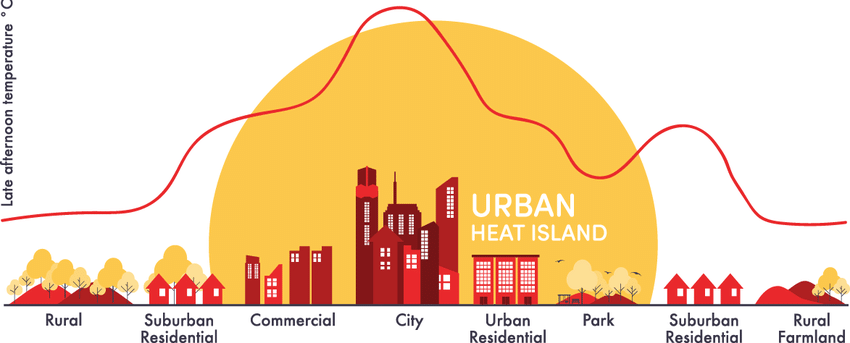 Late afternoon temperature °C
URBAN
HEAT ISLAND
Rural
Suburban
Residential
Commercial
City
Urban
Residential
Park
Suburban
Residential
Rural
Farmland